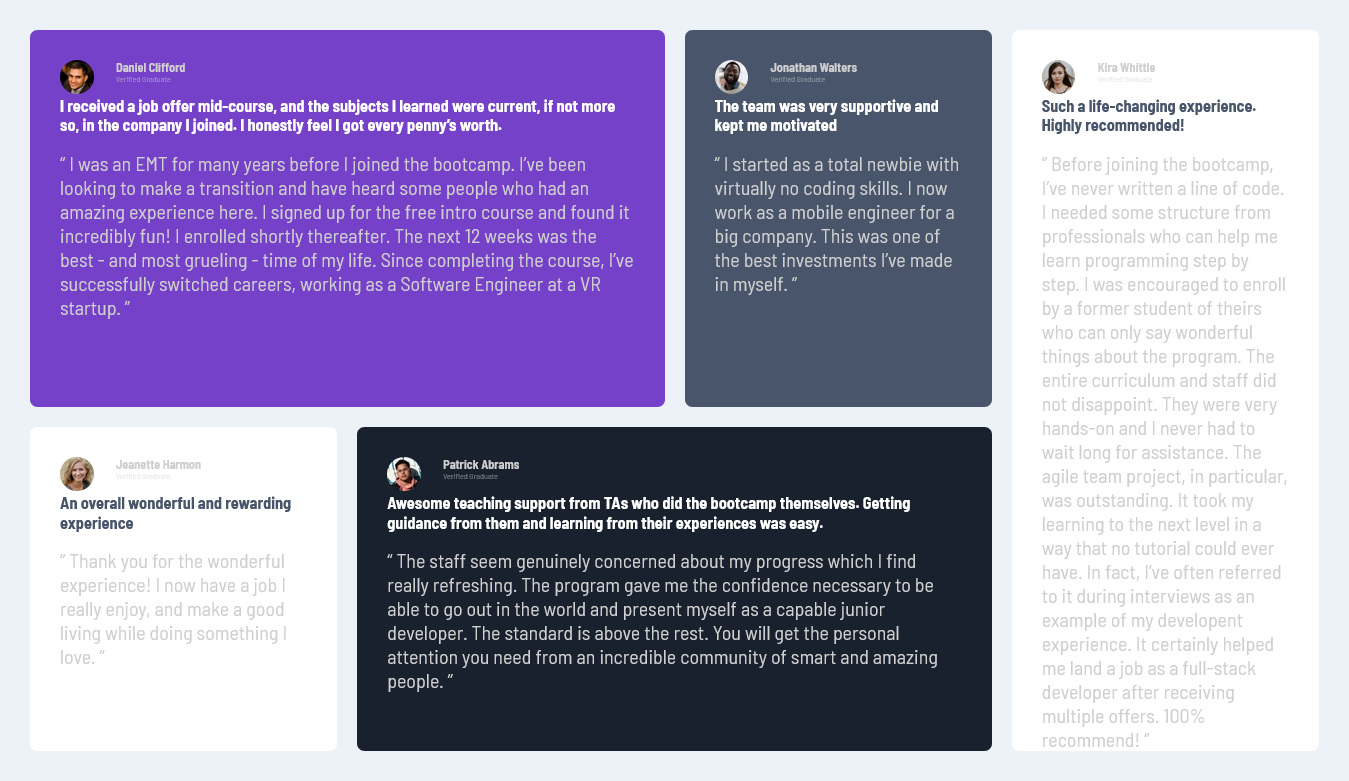 Daniel Clifford
Verified Graduate
I received a job offer mid-course, and the subjects I learned were current, if not more
so, in the company I joined. I honestly feel I got every penny’s worth.
“ I was an EMT for many years before I joined the bootcamp. I’ve been
looking to make a transition and have heard some people who had an
amazing experience here. I signed up for the free intro course and found it
incredibly fun! I enrolled shortly thereafter. The next 12 weeks was the
best - and most grueling - time of my life. Since completing the course, I’ve
successfully switched careers, working as a Software Engineer at a VR
startup. ”
Jonathan Walters
Verified Graduate
The team was very supportive and
kept me motivated
“ I started as a total newbie with
virtually no coding skills. I now
work as a mobile engineer for a
big company. This was one of
the best investments I’ve made
in myself. ”
Kira Whittle
Verified Graduate
Such a life-changing experience.
Highly recommended!
“ Before joining the bootcamp,
I’ve never written a line of code.
I needed some structure from
professionals who can help me
learn programming step by
step. I was encouraged to enroll
by a former student of theirs
who can only say wonderful
things about the program. The
entire curriculum and staff did
not disappoint. They were very
hands-on and I never had to
wait long for assistance. The
agile team project, in particular,
was outstanding. It took my
learning to the next level in a
way that no tutorial could ever
have. In fact, I’ve often referred
to it during interviews as an
example of my developent
experience. It certainly helped
me land a job as a full-stack
developer after receiving
multiple offers. 100%
recommend! ”
Jeanette Harmon
Verified Graduate
An overall wonderful and rewarding
experience
“ Thank you for the wonderful
experience! I now have a job I
really enjoy, and make a good
living while doing something I
love. ”
Patrick Abrams
Verified Graduate
Awesome teaching support from TAs who did the bootcamp themselves. Getting
guidance from them and learning from their experiences was easy.
“ The staff seem genuinely concerned about my progress which I find
really refreshing. The program gave me the confidence necessary to be
able to go out in the world and present myself as a capable junior
developer. The standard is above the rest. You will get the personal
attention you need from an incredible community of smart and amazing
people. ”